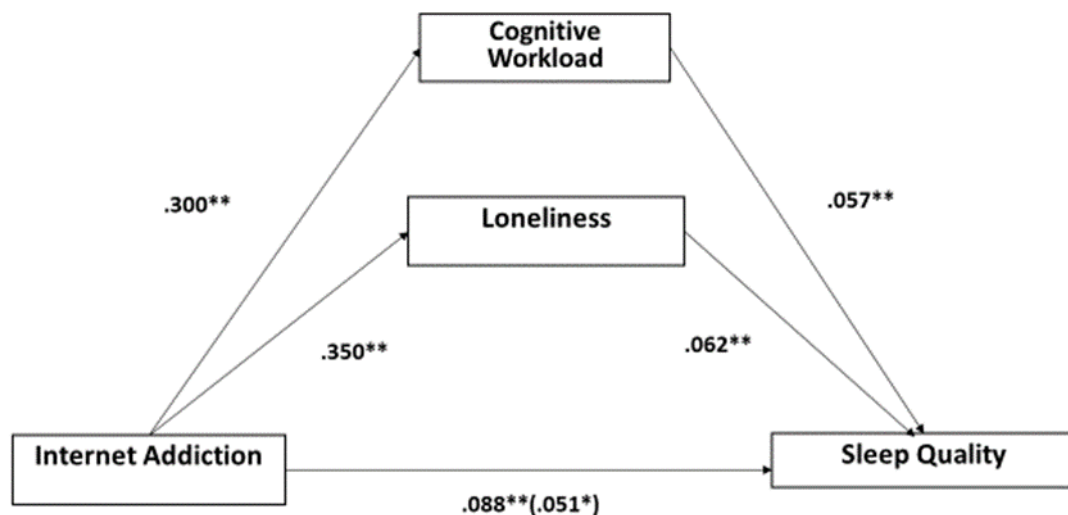 Cognitive
Workload
.300**
.057**
Loneliness
.350**
.062**
Internet Addiction
Sleep Quality
.088**(.051*)